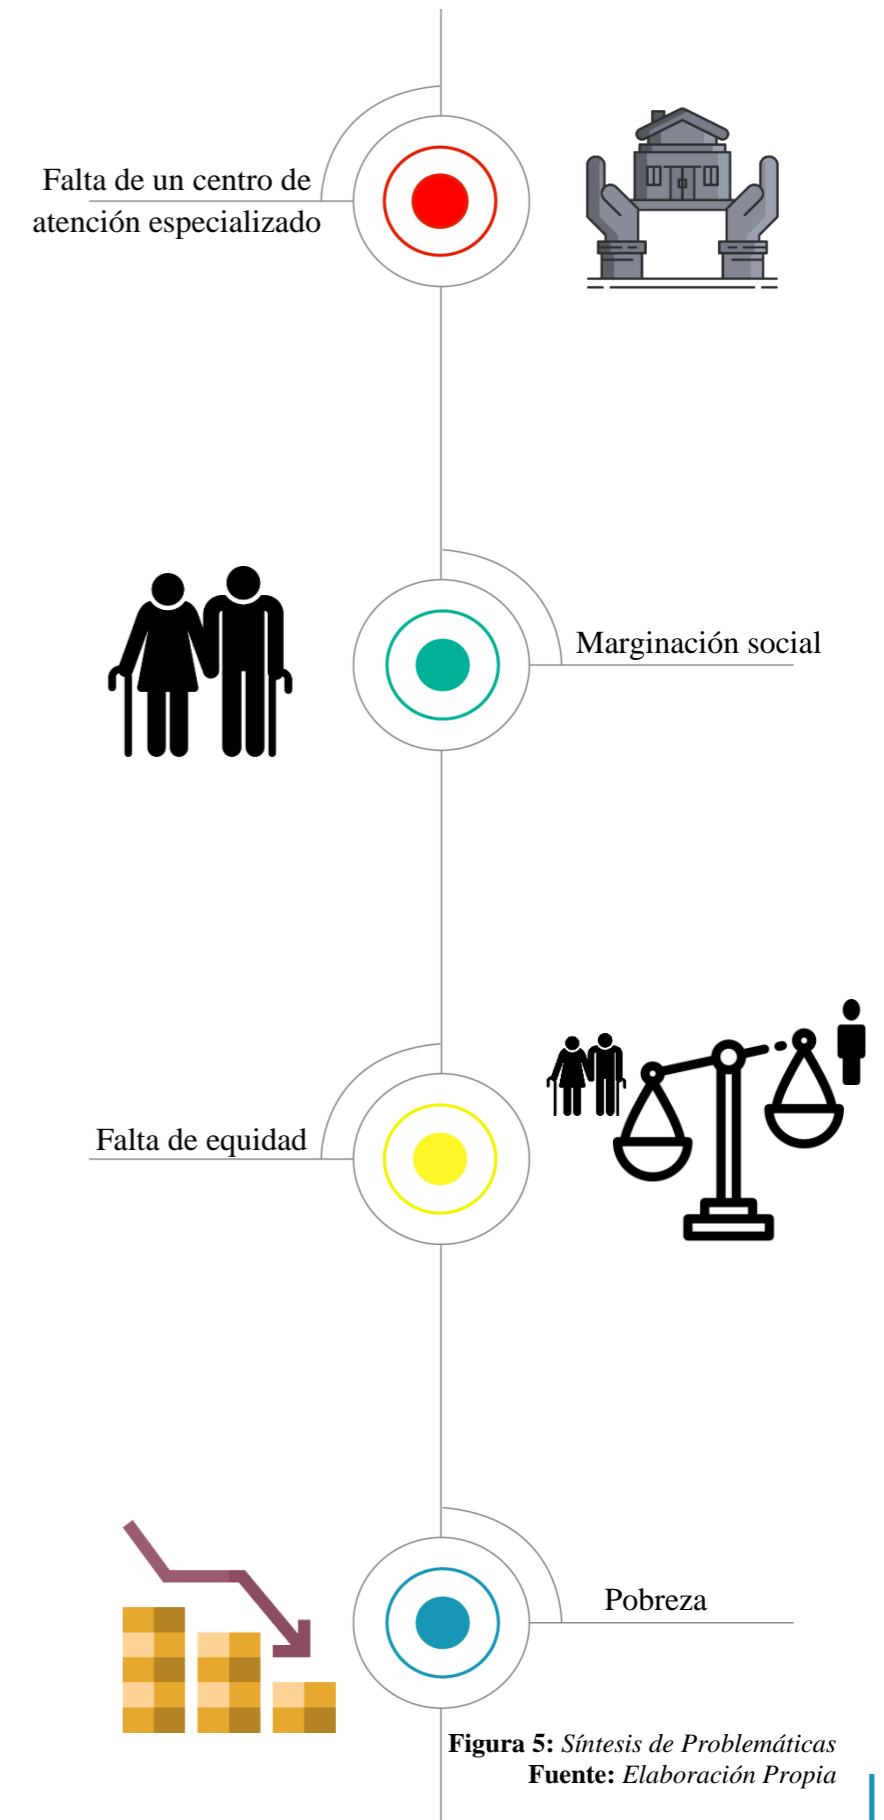 Falta de un centro de
atención especializado
Marginación social
Falta de equidad
Pobreza
Figura 5: Síntesis de Problemáticas
Fuente: Elaboración Propia